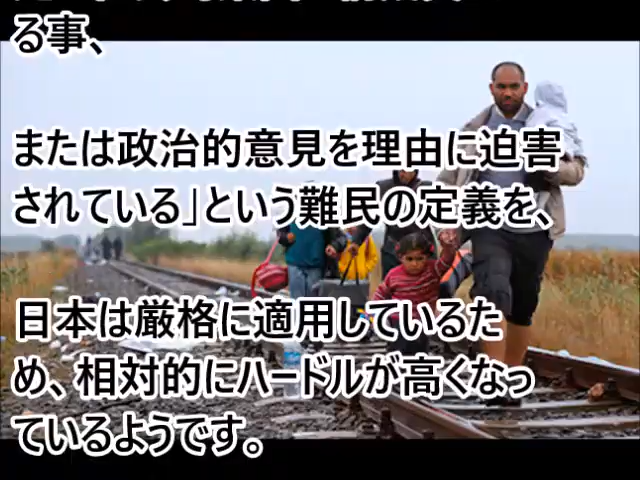 る事、
または政治的意見を理由に迫害
されている」という難民の定義を、
日本は厳格に適用しているた
め、相対的にハードルが高くなっ
ているようです。